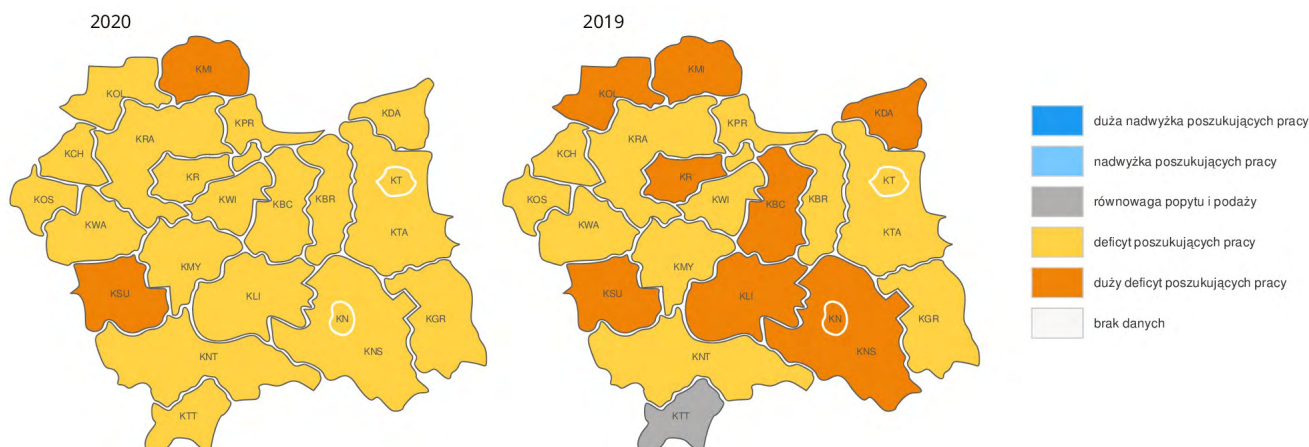 2020
KMI
KOL
KDA
KPR
KRA
KCH
KR
KT
KOS
KWI
KBC
KBR
KWA
KTA
KMY
KSU
KLI
KN
KGR
KNT
KNS
KTT
2019
KMI
KOL
KDA
KPR
KRA
KCH
KR
KT
KOS
KWI
KBC
KBR
KWA
KTA
KMY
KSU
KLI
KN
KGR
KNT
KNS
KTT
duża nadwyżka poszukujących pracy
nadwyżka poszukujących pracy
równowaga popytu i podaży
deficyt poszukujących pracy
duży deficyt poszukujących pracy
brak danych